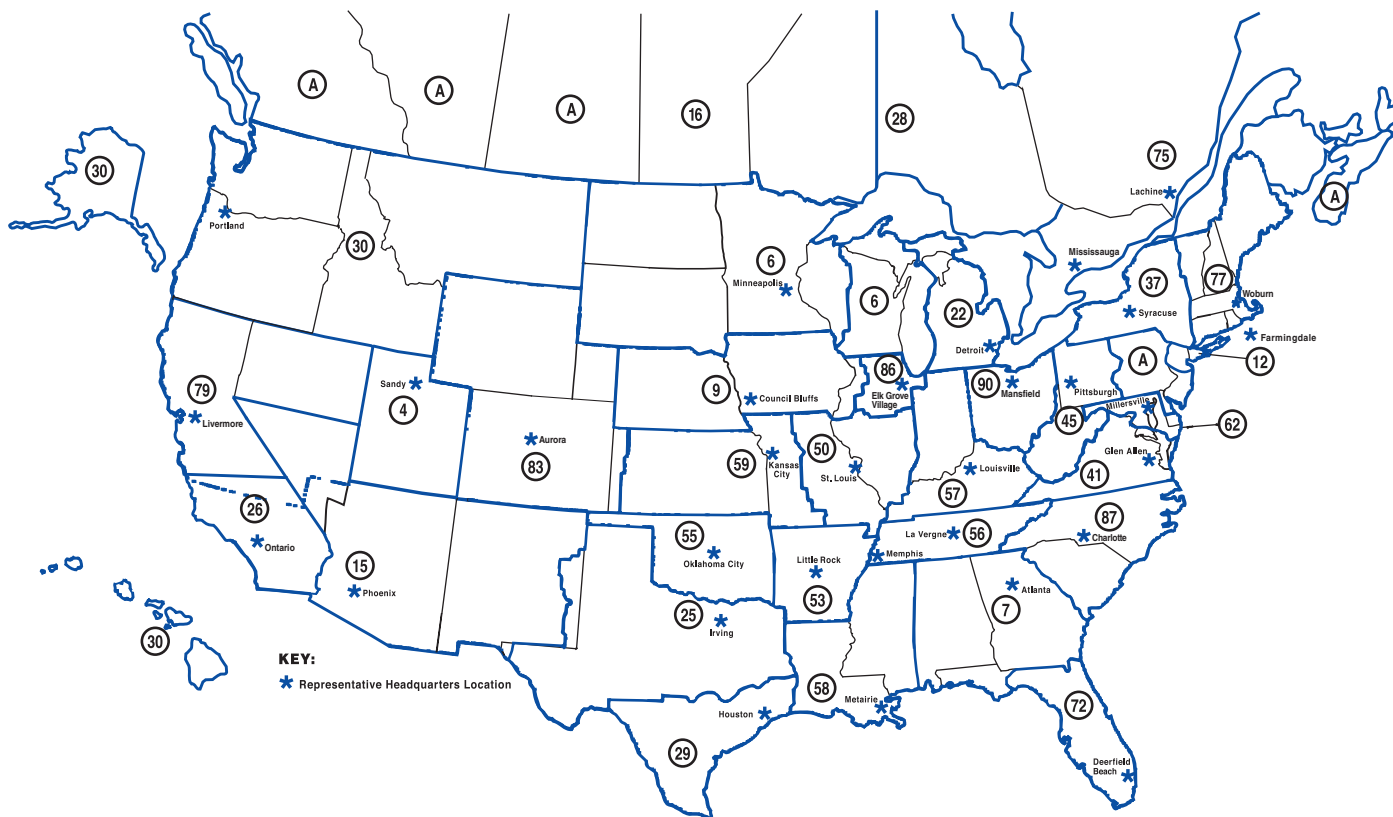 A
A
A
16
28
75
Lachine
A
30
Portland
30
6
Minneapolis
6
22
Detroit
Mississauga
37
Syracuse
77
Woburn
Farmingdale
12
A
79
Livermore
Sandy
4
Aurora
83
9
Council Bluffs
86
Elk Grove
Village
90
Mansfield
Pittsburgh
Millersville
45
62
59
Kansas
City
50
St. Louis
Louisville
57
Glen Allen
41
26
Ontario
15
Phoenix
55
Oklahoma City
Little Rock
53
La Vergne
56
Memphis
87
Charlotte
Atlanta
7
25
Irving
30
KEY:
* Representative Headquarters Location
58
Metairie
Houston
29
72
Deerfield
Beach